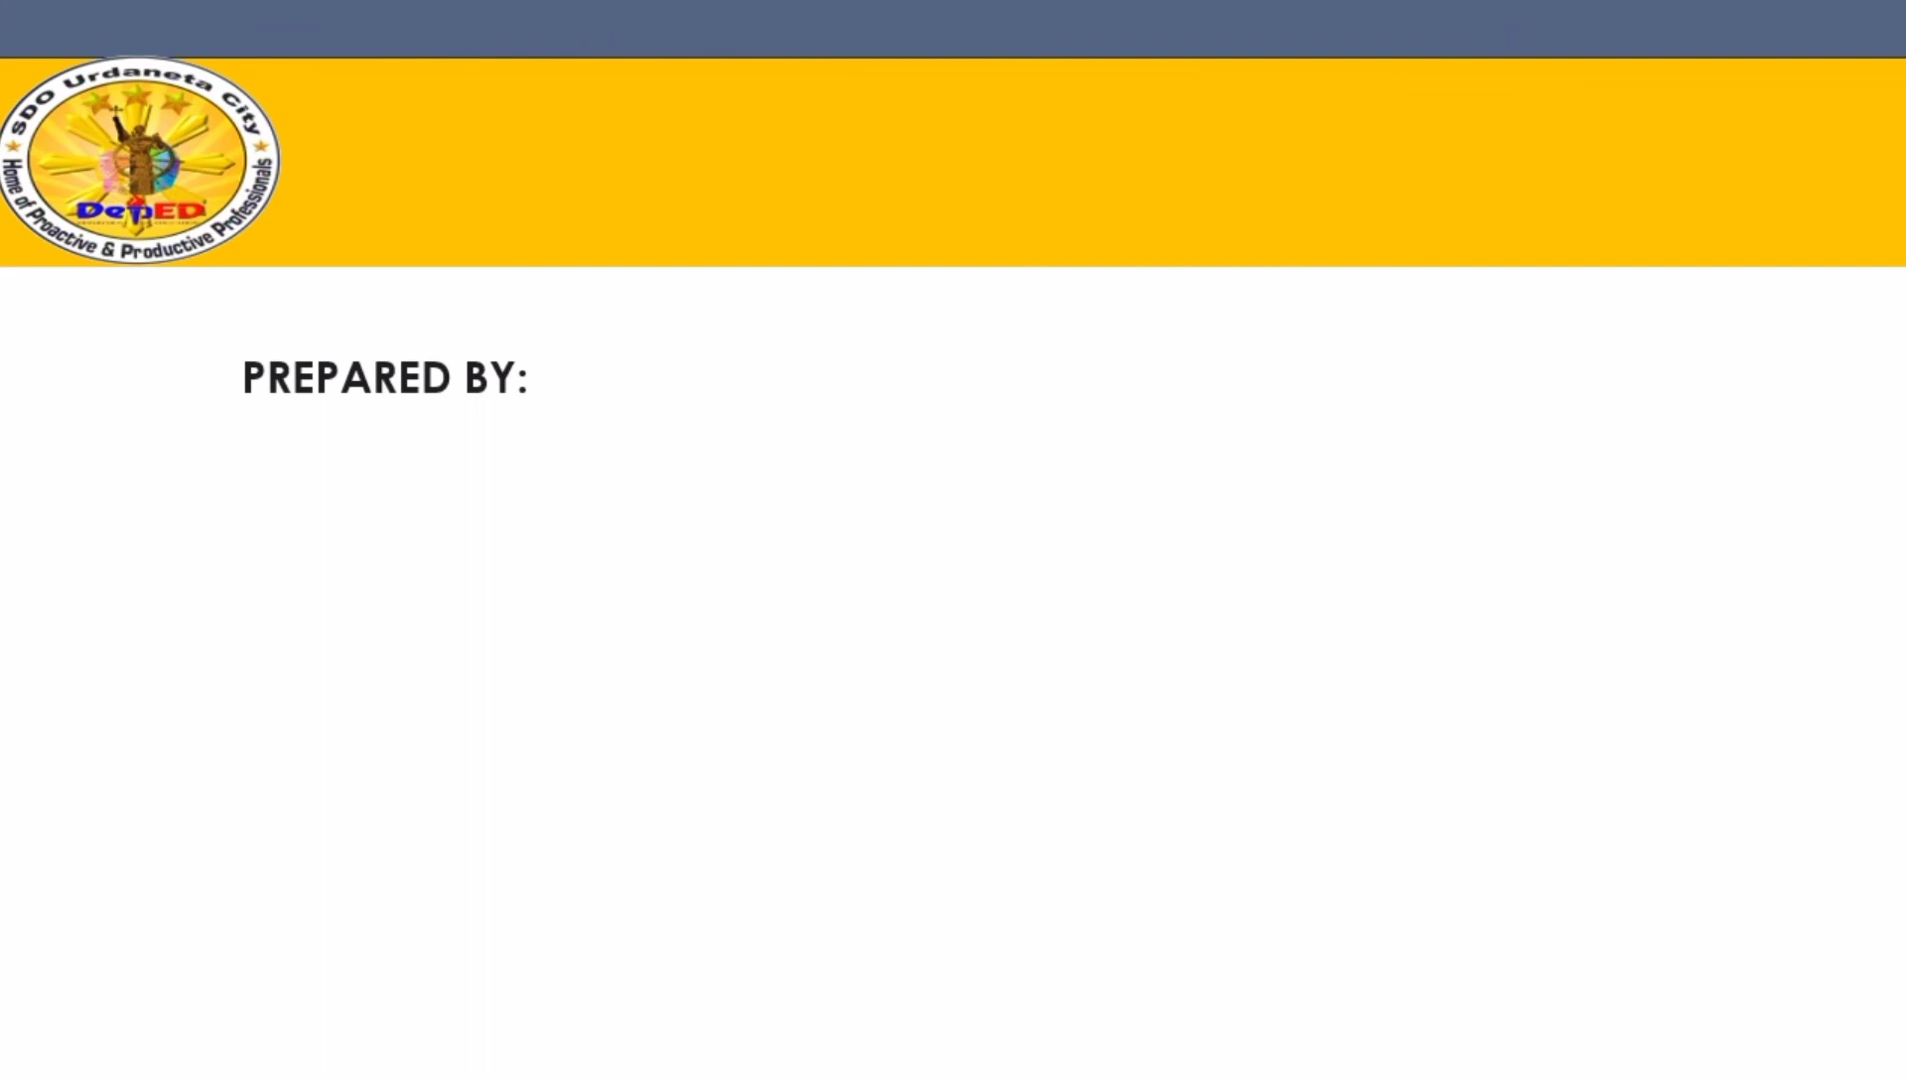 SDO Urdaneta City
DepED
Home of Proactive & Productive Professionals
PREPARED BY: